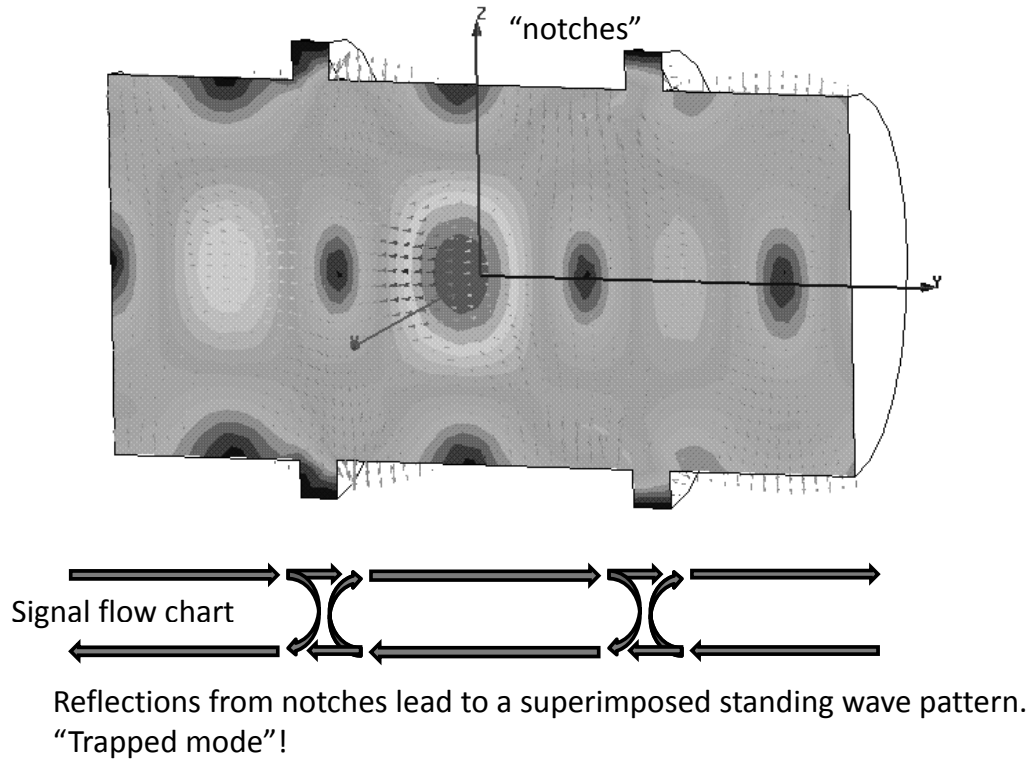 Z
“notches”
Y
Signal flow chart
Reflections from notches lead to a superimposed standing wave pattern.
“Trapped mode”!